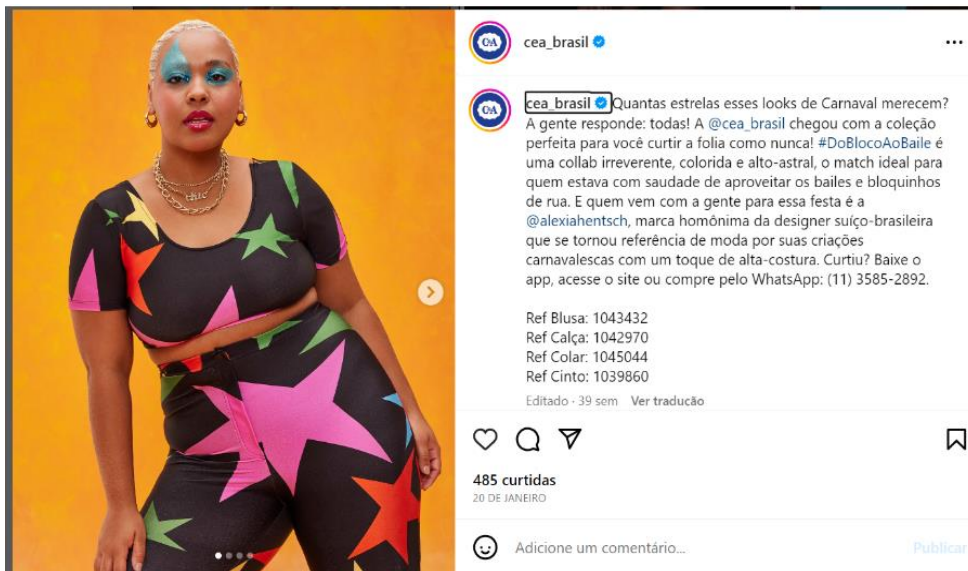 C&A
cea_brasil
...
C&A
cea_brasil Quantas estrelas esses looks de Carnaval merecem?
A gente responde: todas! A @cea_brasil chegou com a coleção
perfeita para você curtir a folia como nunca! #DoBlocoAoBaile é
uma collab irreverente, colorida e alto-astral, o match ideal para
quem estava com saudade de aproveitar os bailes e bloquinhos
de rua. E quem vem com a gente para essa festa é a
@alexiahentsch, marca homônima da designer suíço-brasileira
que se tornou referência de moda por suas criações
carnavalescas com um toque de alta-costura. Curtiu? Baixe o
app, acesse o site ou compre pelo WhatsApp: (11) 3585-2892.
Ref Blusa: 1043432
Ref Calça: 1042970
Ref Colar: 1045044
Ref Cinto: 1039860
Editado · 39 sem Ver tradução
485 curtidas
20 DE JANEIRO
Adicione um comentário... Publicar